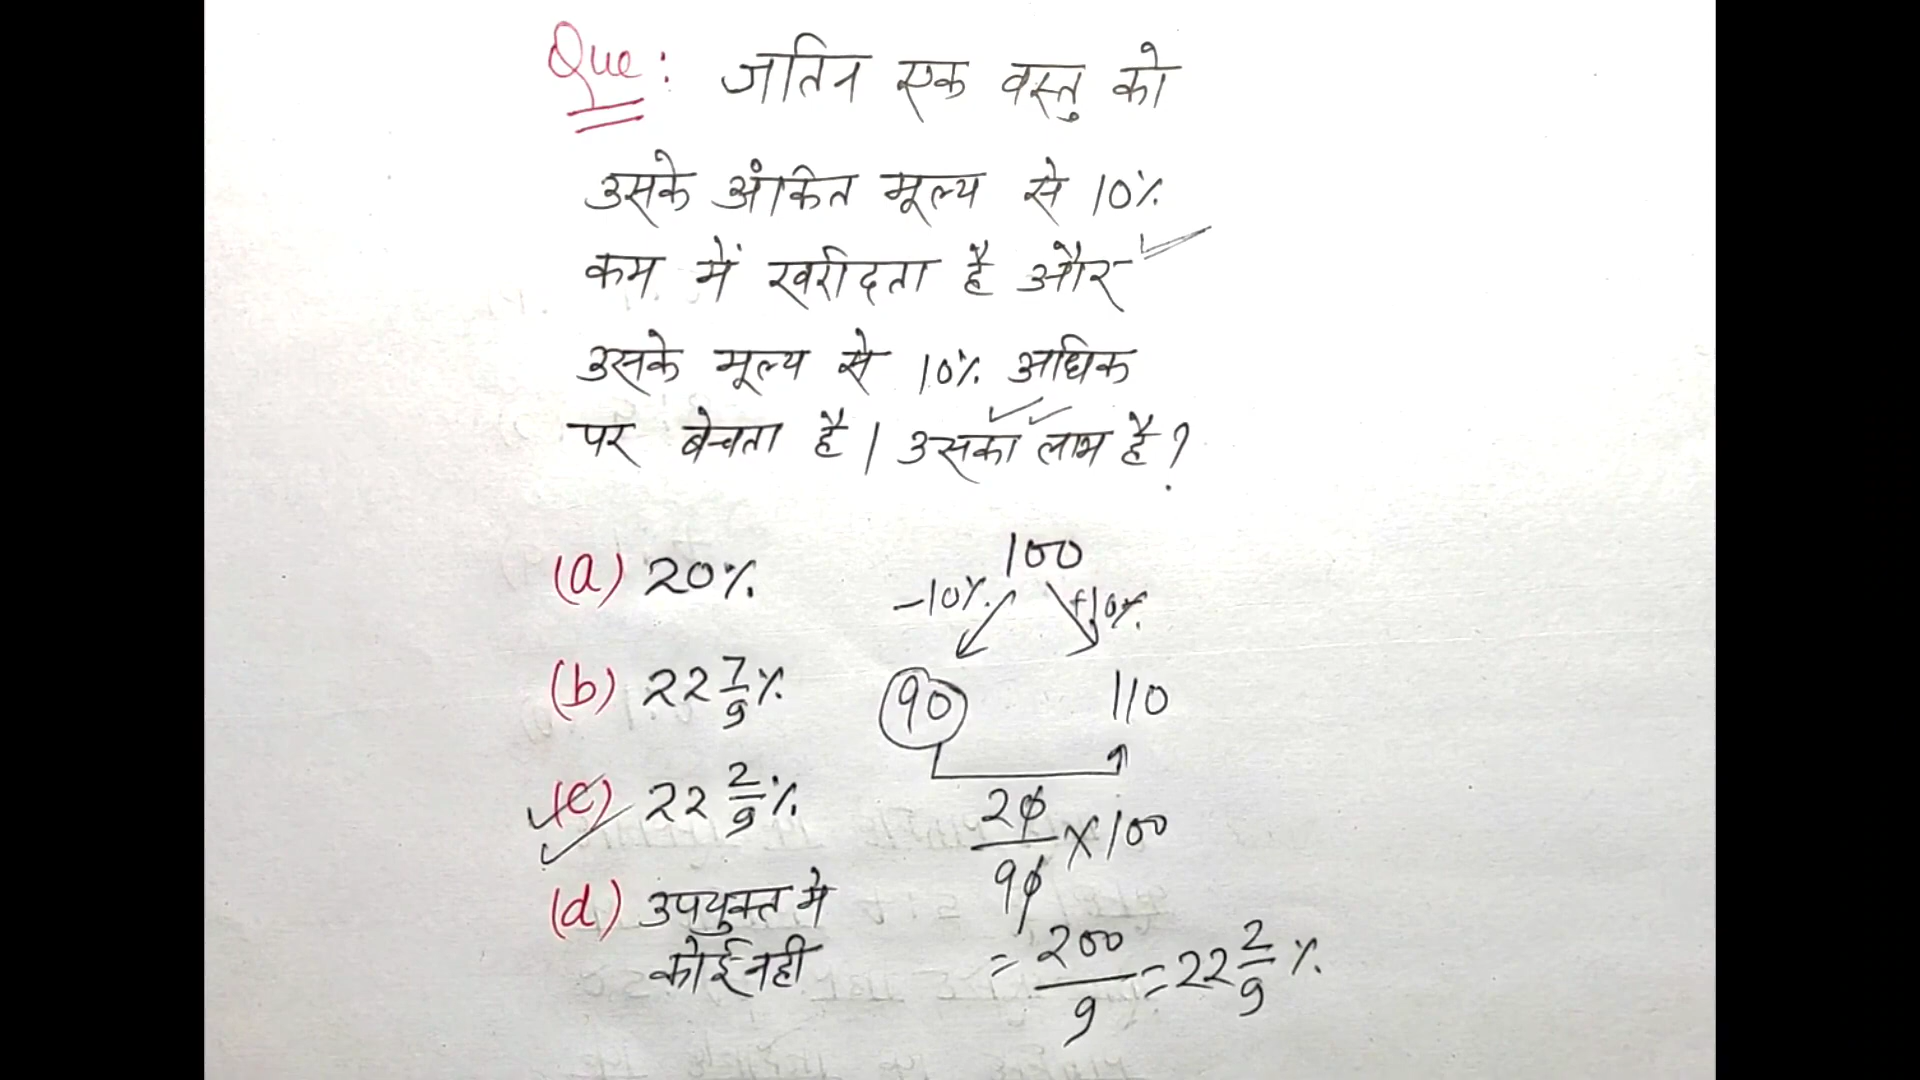 Que: जतिन एक वस्तु को
उसके अंकित मूल्य से 10%
कम में खरीदता है और
उसके मूल्य से 10% अधिक
पर बेचता है। उसका लाभ है?
(a) 20%
(b) 22 7/9 %
(c) 22 2/9 %
(d) उपयुक्त मे
कोई नही
100
-10% +10%
90 110
20/90 × 100
= 200/9 = 22 2/9 %